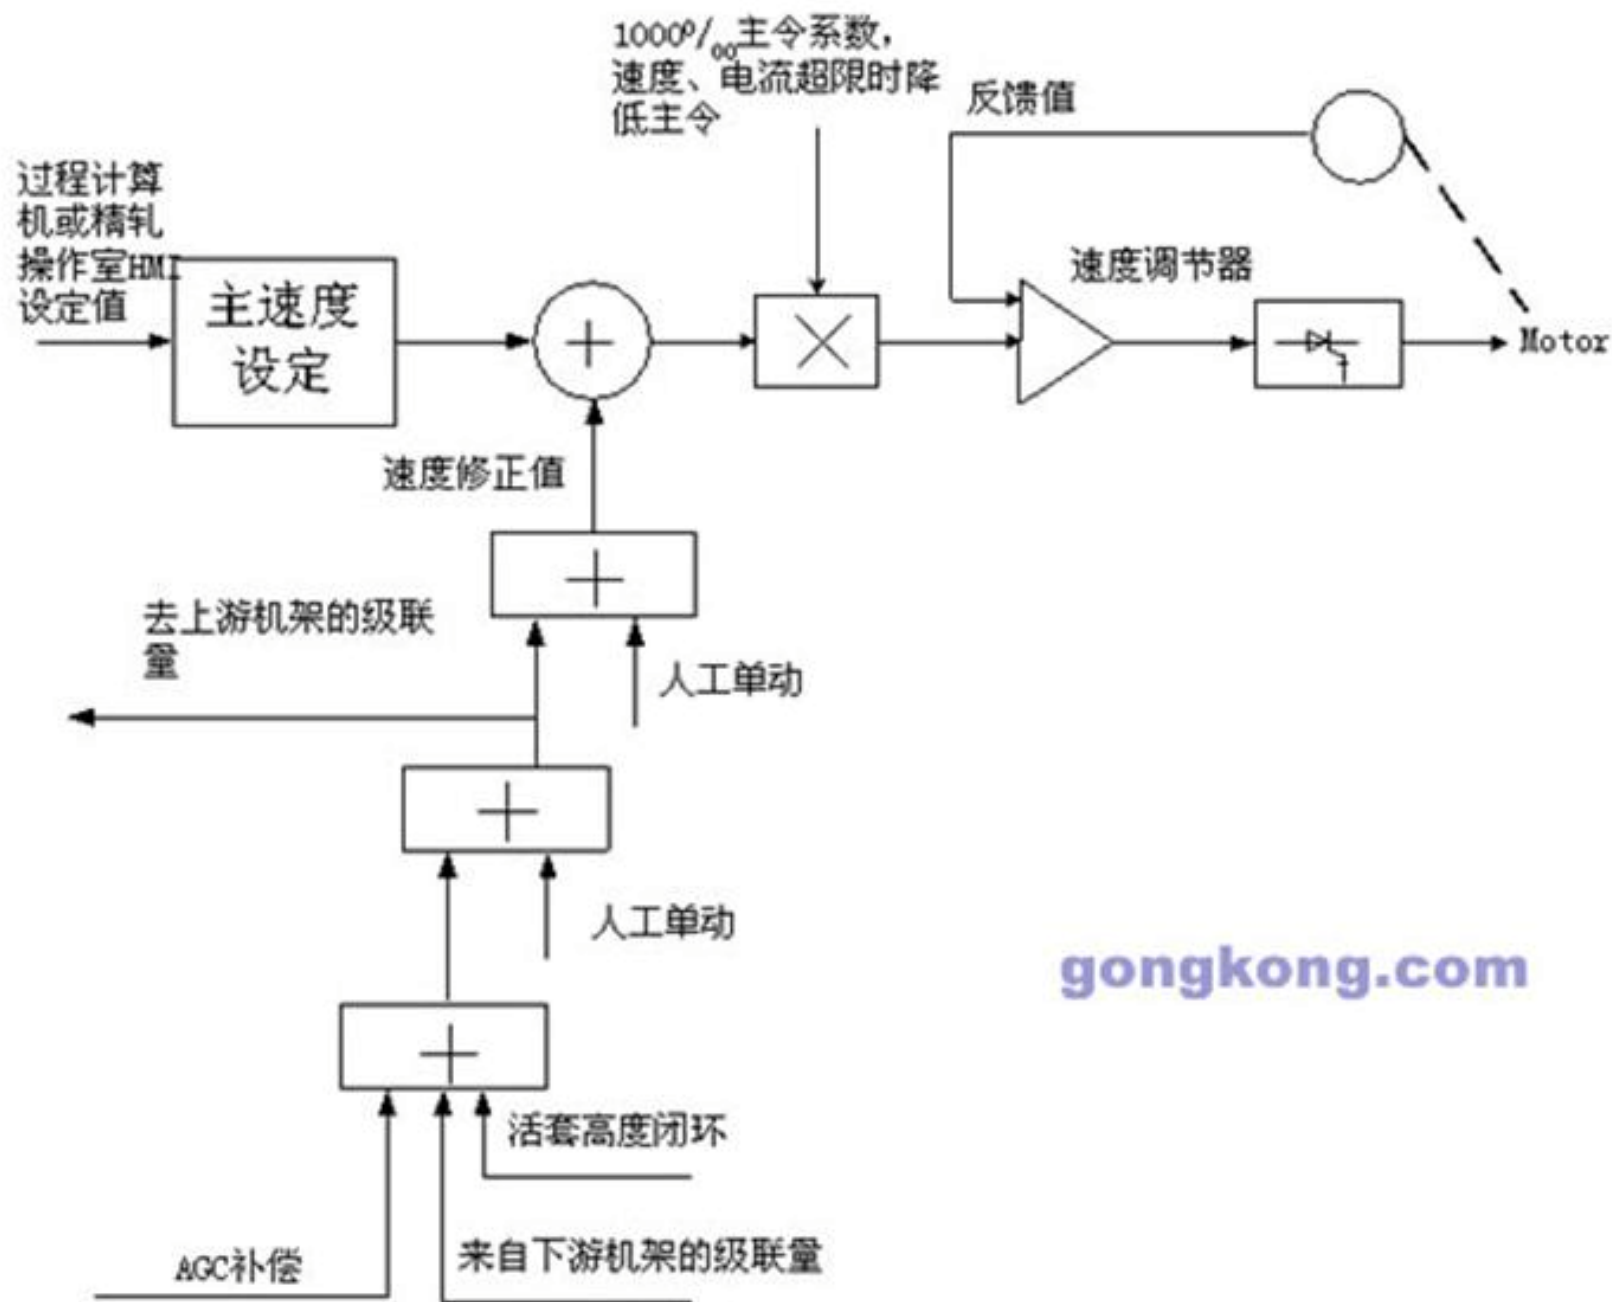 1000⁰/₀₀主令系数，
速度、电流超限时降
低主令
反馈值
过程计算
机或精轧
操作室HMI
设定值
主速度
设定
速度调节器
Motor
速度修正值
去上游机架的级联
量
人工单动
人工单动
gongkong.com
活套高度闭环
来自下游机架的级联量
AGC补偿